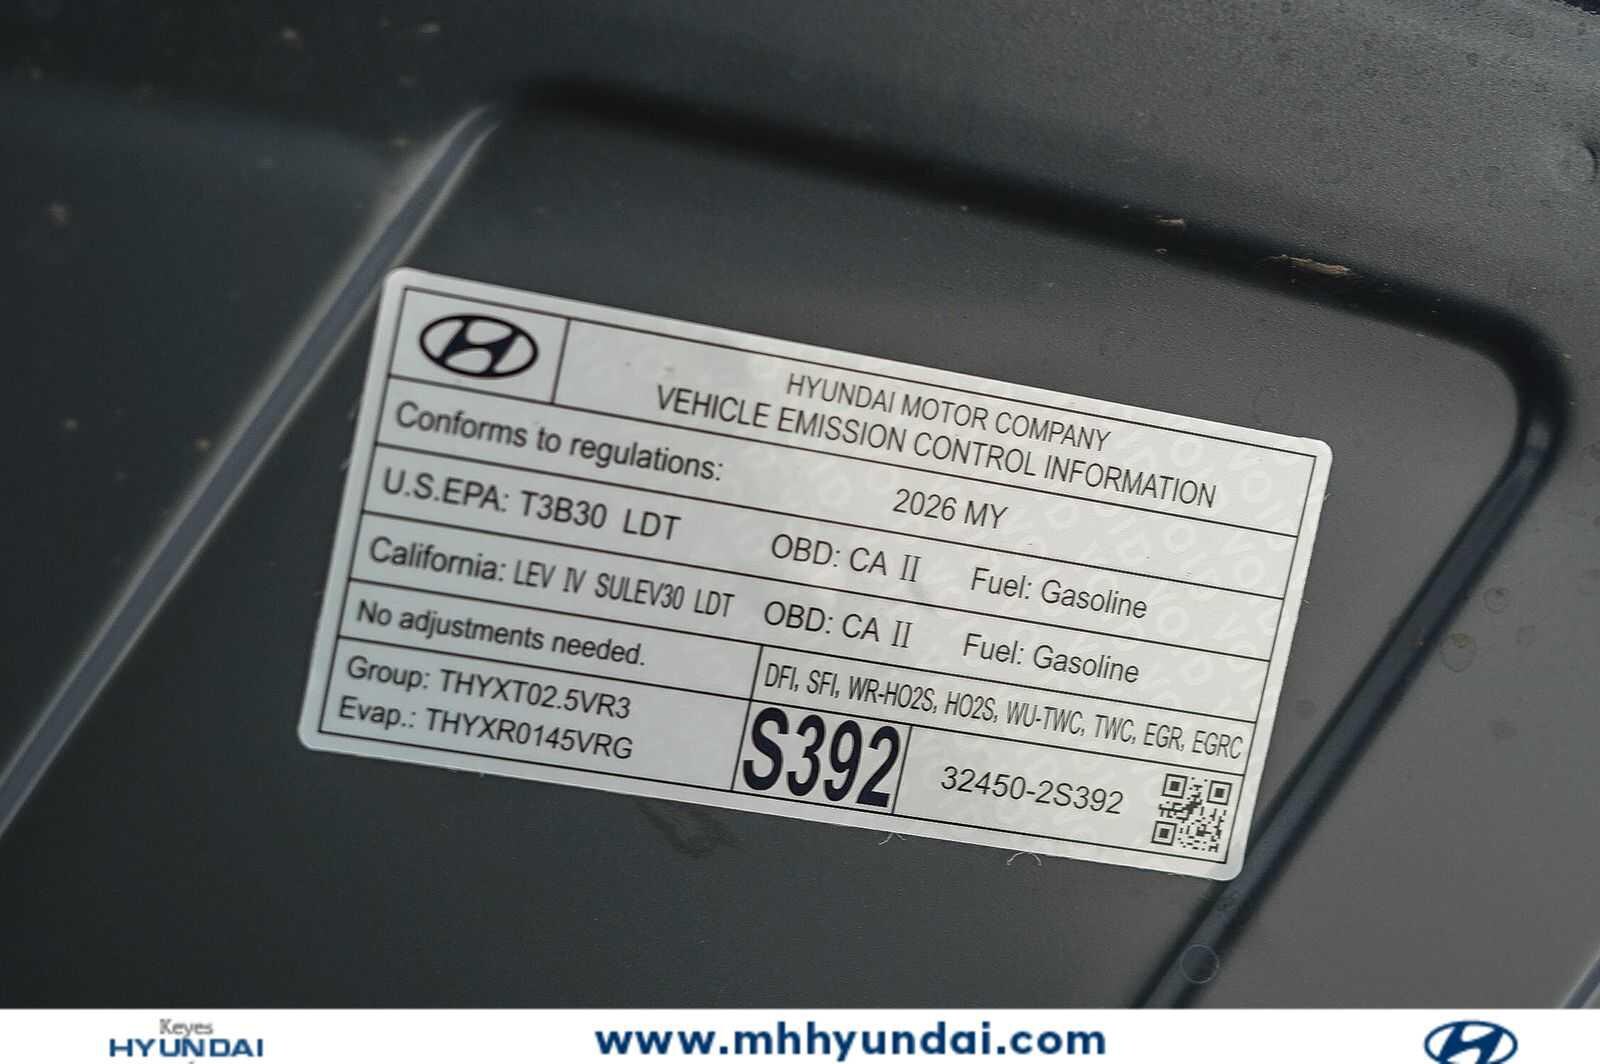 HYUNDAI MOTOR COMPANY
VEHICLE EMISSION CONTROL INFORMATION
Conforms to regulations: 2026 MY
U.S.EPA: T3B30 LDT OBD: CA II Fuel: Gasoline
California: LEV IV SULEV30 LDT OBD: CA II Fuel: Gasoline
No adjustments needed.
DFI, SFI, WR-HO2S, HO2S, WU-TWC, TWC, EGR, EGRC
Group: THYXT02.5VR3
Evap.: THYXR0145VRG
S392 32450-2S392
Keyes
HYUNDAI
www.mhhyundai.com